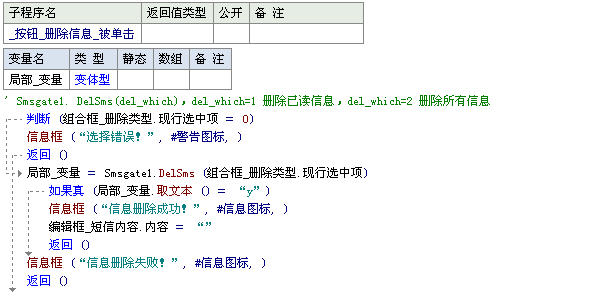 子程序名 返回值类型 公开 备 注
_按钮_删除信息_被单击
变量名 类 型 静态 数组 备 注
局部_变量 变体型
' Smsgate1. DelSms(del_which)，del_which=1 删除已读信息，del_which=2 删除所有信息
判断 (组合框_删除类型.现行选中项 = 0)
信息框 (“选择错误！”, #警告图标, )
返回 ()
局部_变量 = Smsgate1.DelSms (组合框_删除类型.现行选中项)
如果真 (局部_变量.取文本 () = “y”)
信息框 (“信息删除成功！”, #信息图标, )
编辑框_短信内容.内容 = “”
返回 ()
信息框 (“信息删除失败！”, #信息图标, )
返回 ()